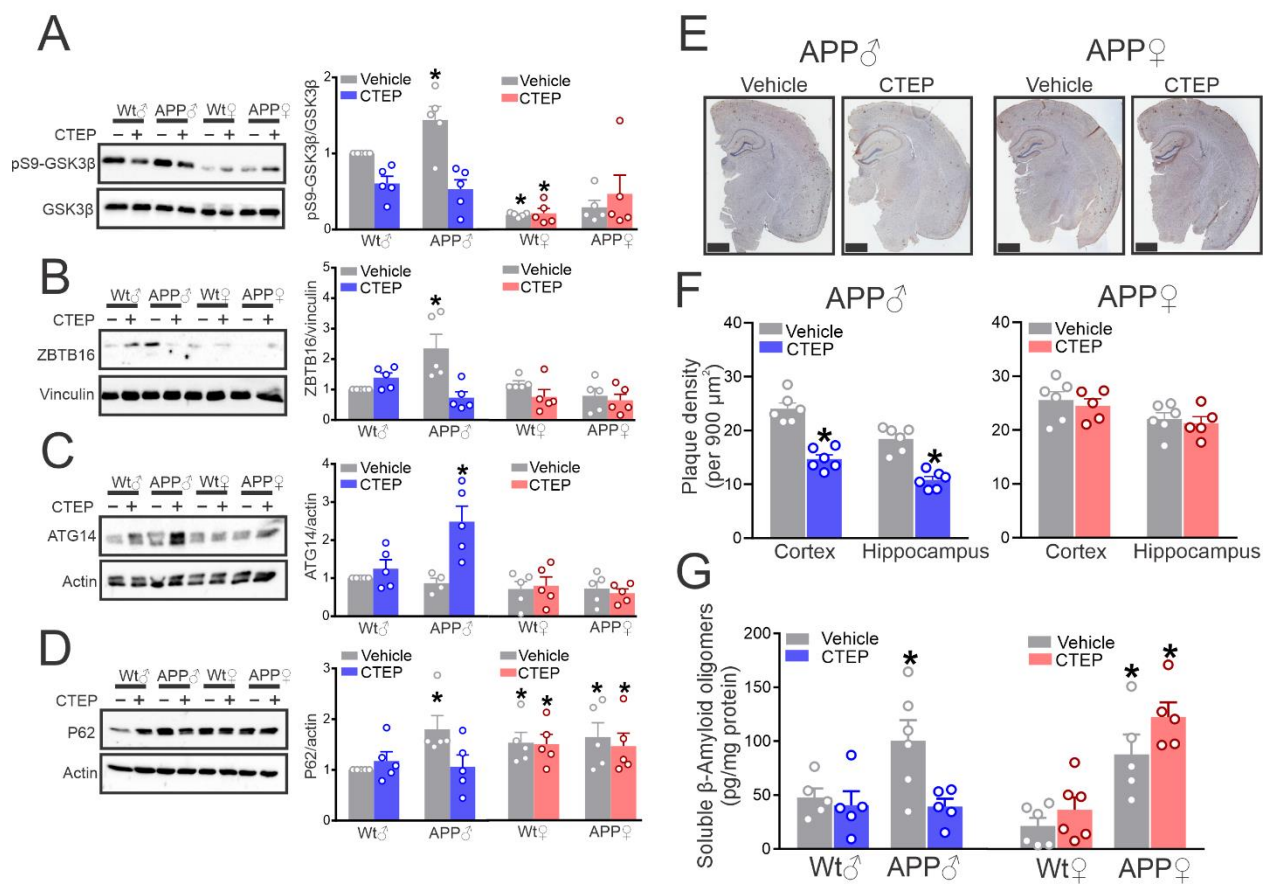 A
Wt♂ APP♂ Wt♀ APP♀
CTEP − + − + − + − +
pS9-GSK3β
GSK3β
pS9-GSK3β/GSK3β
2
1
0
Vehicle
CTEP
Vehicle
CTEP
* * * 
Wt♂ APP♂ Wt♀ APP♀
B
Wt♂ APP♂ Wt♀ APP♀
CTEP − + − + − + − +
ZBTB16
Vinculin
ZBTB16/vinculin
5
4
3
2
1
0
Vehicle
CTEP
Vehicle
CTEP
*
Wt♂ APP♂ Wt♀ APP♀
C
Wt♂ APP♂ Wt♀ APP♀
CTEP − + − + − + − +
ATG14
Actin
ATG14/actin
4
3
2
1
0
Vehicle
CTEP
Vehicle
CTEP
*
Wt♂ APP♂ Wt♀ APP♀
D
Wt♂ APP♂ Wt♀ APP♀
CTEP − + − + − + − +
P62
Actin
P62/actin
3
2
1
0
Vehicle
CTEP
Vehicle
CTEP
* * * * *
Wt♂ APP♂ Wt♀ APP♀
E
APP♂ APP♀
Vehicle CTEP Vehicle CTEP
F
APP♂ APP♀
Plaque density
(per 900 μm²)
40
30
20
10
0
Vehicle
CTEP
* *
Cortex Hippocampus
40
30
20
10
0
Vehicle
CTEP
Cortex Hippocampus
G
Soluble β-Amyloid oligomers
(pg/mg protein)
200
150
100
50
0
Vehicle
CTEP
Vehicle
CTEP
* * *
Wt♂ APP♂ Wt♀ APP♀